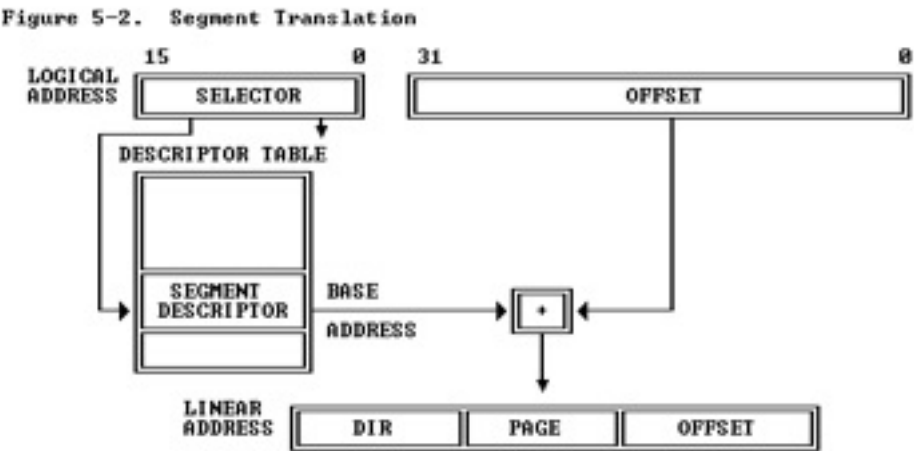 Figure 5-2. Segment Translation
15 0 31 0
LOGICAL
ADDRESS
SELECTOR
OFFSET
DESCRIPTOR TABLE
SEGMENT
DESCRIPTOR
BASE
ADDRESS
+
LINEAR
ADDRESS
DIR PAGE OFFSET